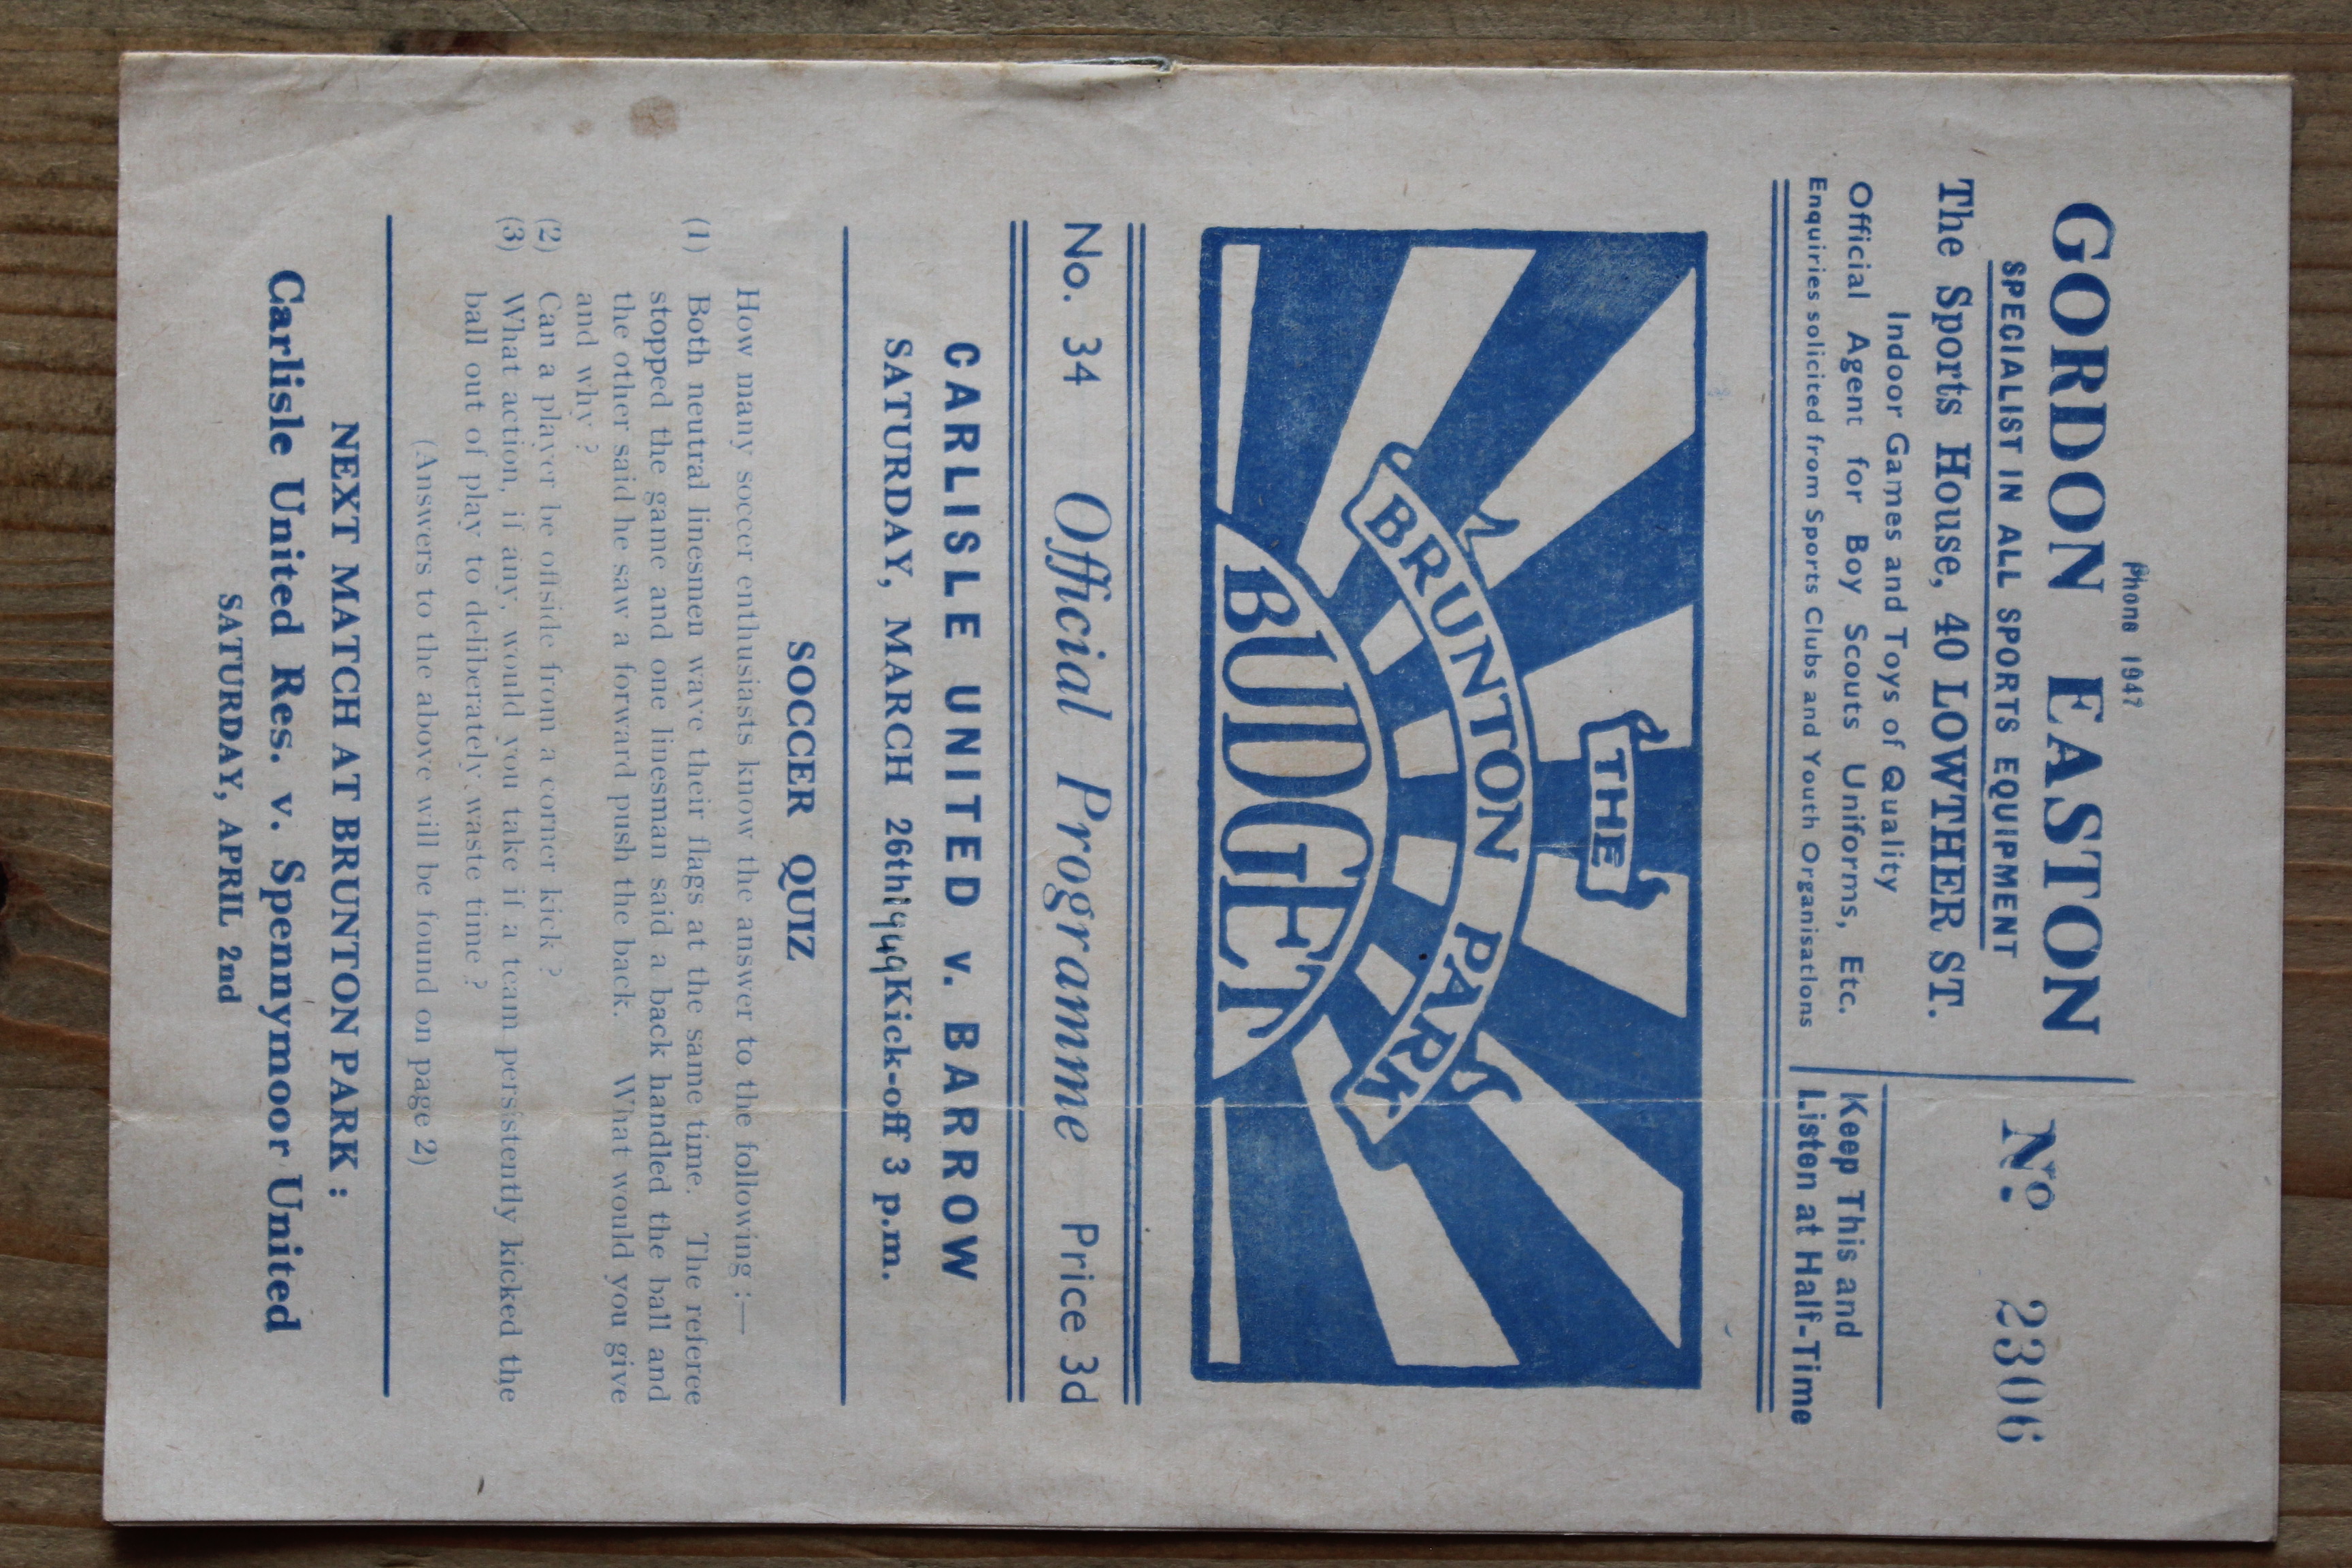 Phone 1947
GORDON EASTON
SPECIALIST IN ALL SPORTS EQUIPMENT
The Sports House, 40 LOWTHER ST.
Indoor Games and Toys of Quality
Official Agent for Boy Scouts Uniforms, Etc.
Enquiries solicited from Sports Clubs and Youth Organisations
No. 2306
Keep This and
Listen at Half-Time
THE
BRUNTON PARK
BUDGET
No. 34 Official Programme Price 3d
CARLISLE UNITED v. BARROW
SATURDAY, MARCH 26th 1949 Kick-off 3 p.m.
SOCCER QUIZ
How many soccer enthusiasts know the answer to the following :—
(1) Both neutral linesmen wave their flags at the same time. The referee
stopped the game and one linesman said a back handled the ball and
the other said he saw a forward push the back. What would you give
and why ?
(2) Can a player be offside from a corner kick ?
(3) What action, if any, would you take if a team persistently kicked the
ball out of play to deliberately waste time ?
(Answers to the above will be found on page 2)
NEXT MATCH AT BRUNTON PARK :
Carlisle United Res. v. Spennymoor United
SATURDAY, APRIL 2nd